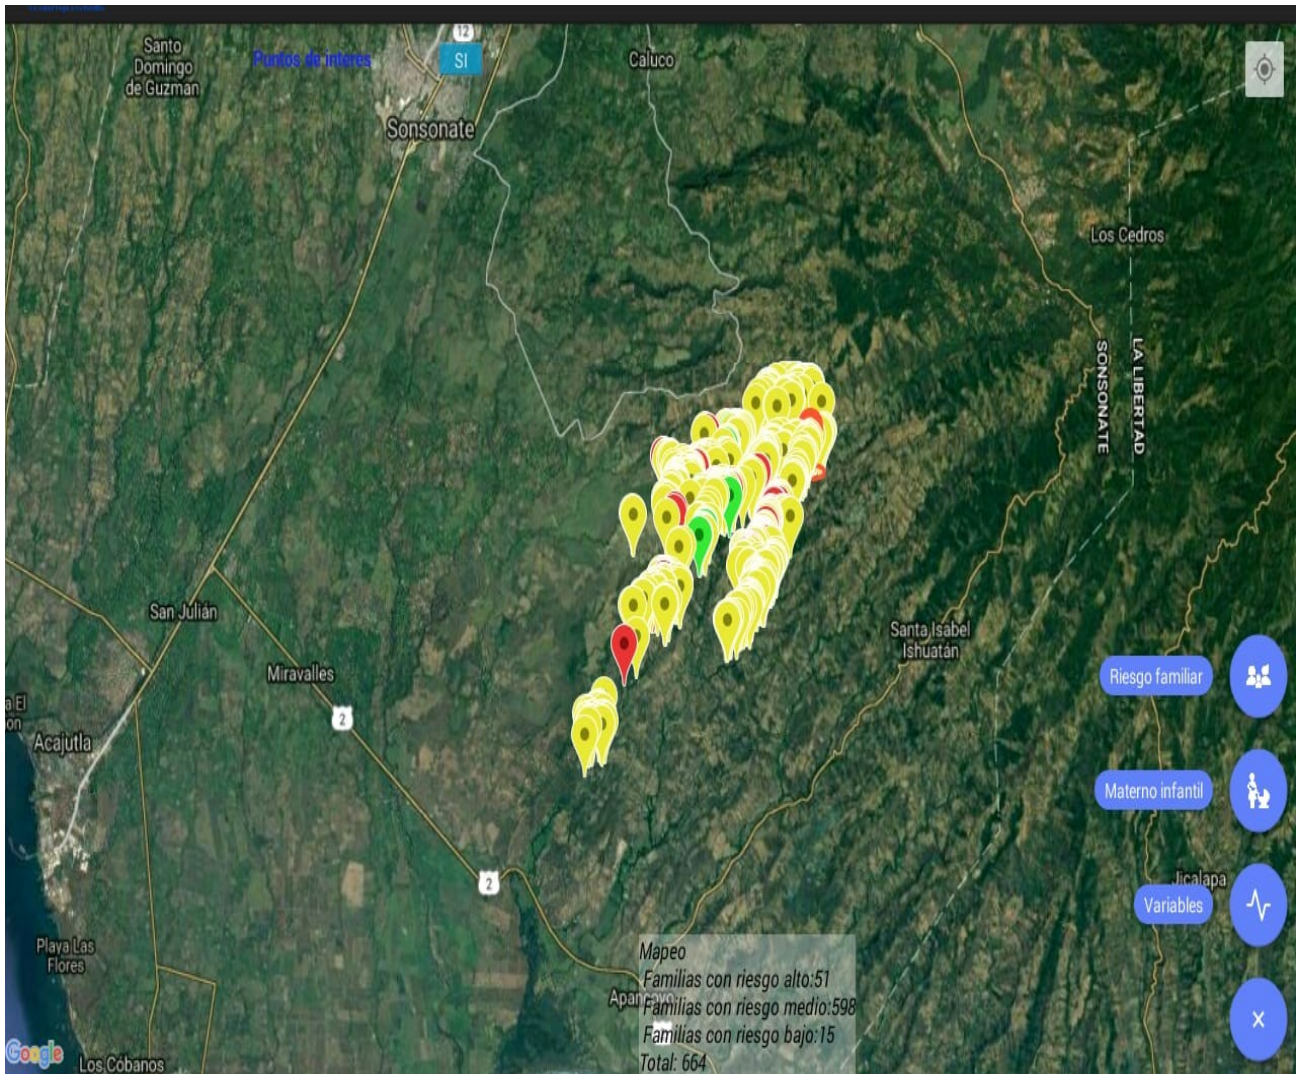 12
Santo
Domingo
de Guzmán
Puntos de interes
SI
Caluco
Sonsonate
Los Cedros
SONSONATE
LA LIBERTAD
San Julián
Miravalles
2
Santa Isabel
Ishuatán
Riesgo familiar
a El
ón
Acajutla
Materno infantil
2
Jicalapa
Variables
Playa Las
Flores
Mapeo
Familias con riesgo alto:51
Familias con riesgo medio:598
Familias con riesgo bajo:15
Total: 664
Google
Los Cóbanos